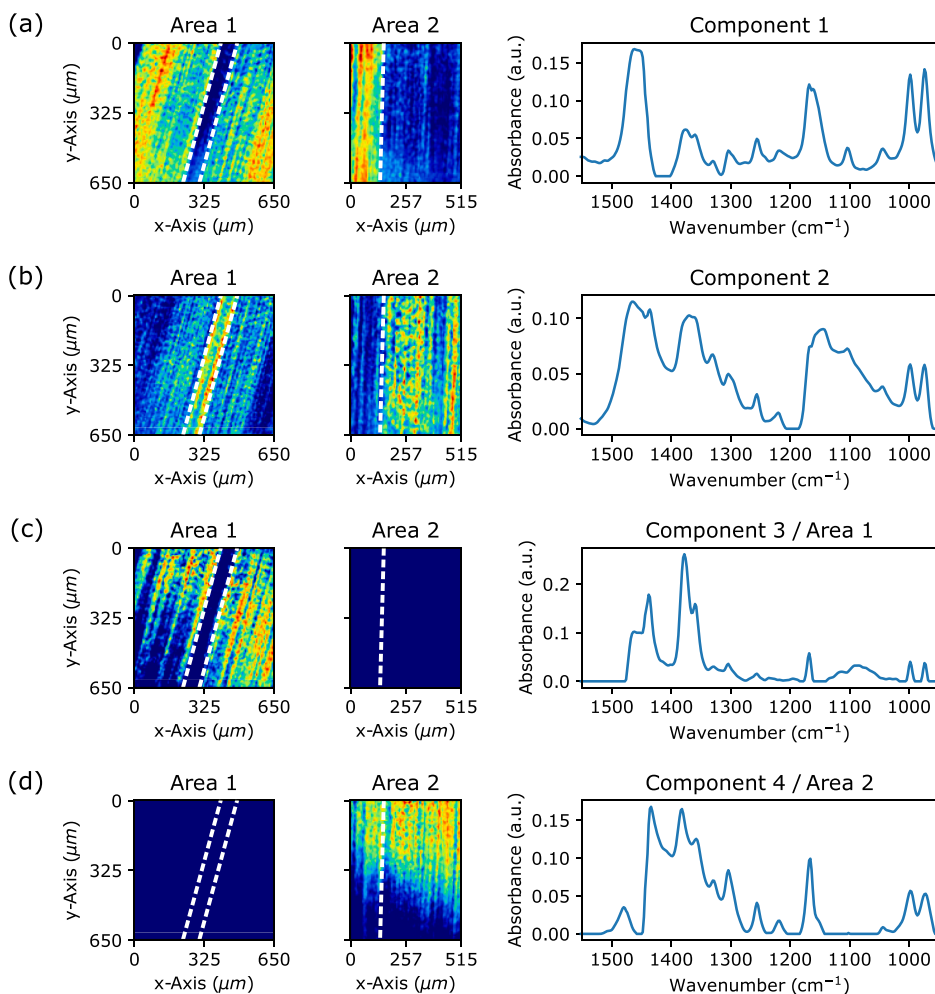 (a)
Area 1
Area 2
Component 1
0
325
650
y-Axis (μm)
0 325 650
x-Axis (μm)
0 257 515
x-Axis (μm)
0.15
0.10
0.05
0.00
Absorbance (a.u.)
1500 1400 1300 1200 1100 1000
Wavenumber (cm⁻¹)
(b)
Area 1
Area 2
Component 2
0
325
650
y-Axis (μm)
0 325 650
x-Axis (μm)
0 257 515
x-Axis (μm)
0.10
0.05
0.00
Absorbance (a.u.)
1500 1400 1300 1200 1100 1000
Wavenumber (cm⁻¹)
(c)
Area 1
Area 2
Component 3 / Area 1
0
325
650
y-Axis (μm)
0 325 650
x-Axis (μm)
0 257 515
x-Axis (μm)
0.2
0.1
0.0
Absorbance (a.u.)
1500 1400 1300 1200 1100 1000
Wavenumber (cm⁻¹)
(d)
Area 1
Area 2
Component 4 / Area 2
0
325
650
y-Axis (μm)
0 325 650
x-Axis (μm)
0 257 515
x-Axis (μm)
0.15
0.10
0.05
0.00
Absorbance (a.u.)
1500 1400 1300 1200 1100 1000
Wavenumber (cm⁻¹)